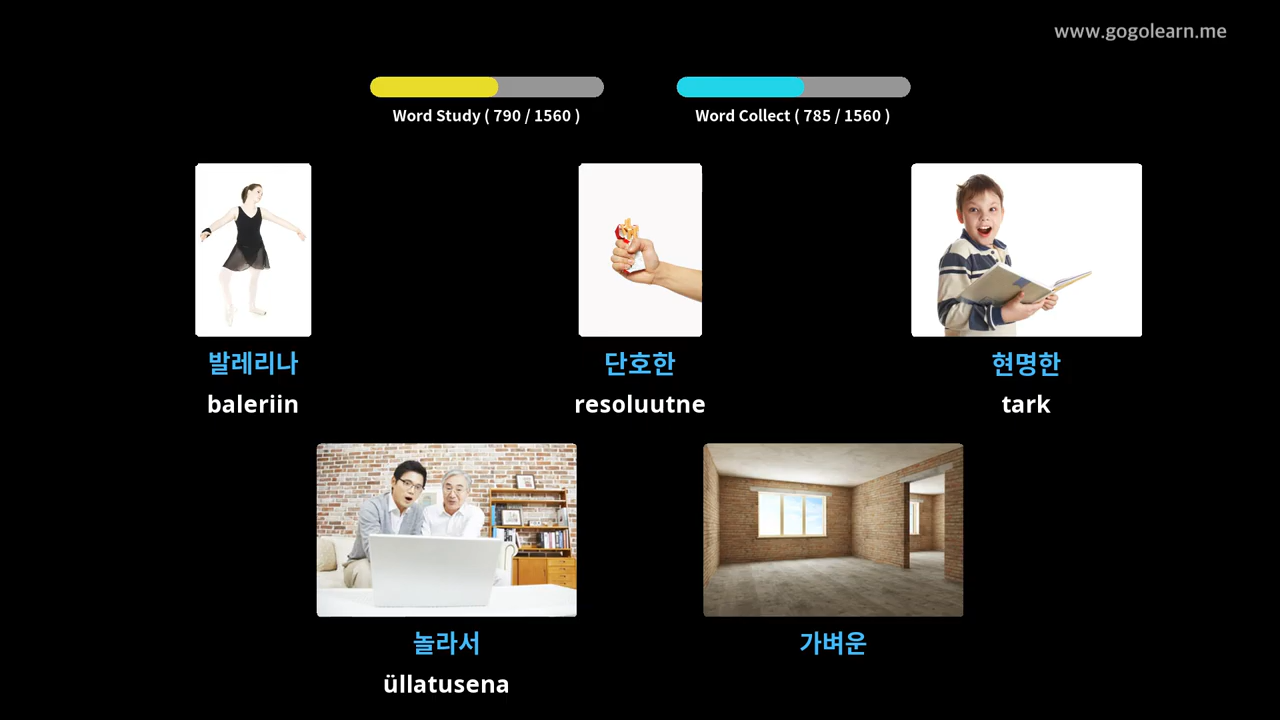 www.gogolearn.me
Word Study ( 790 / 1560 )
Word Collect ( 785 / 1560 )
발레리나
baleriin
단호한
resoluutne
현명한
tark
놀라서
üllatusena
가벼운